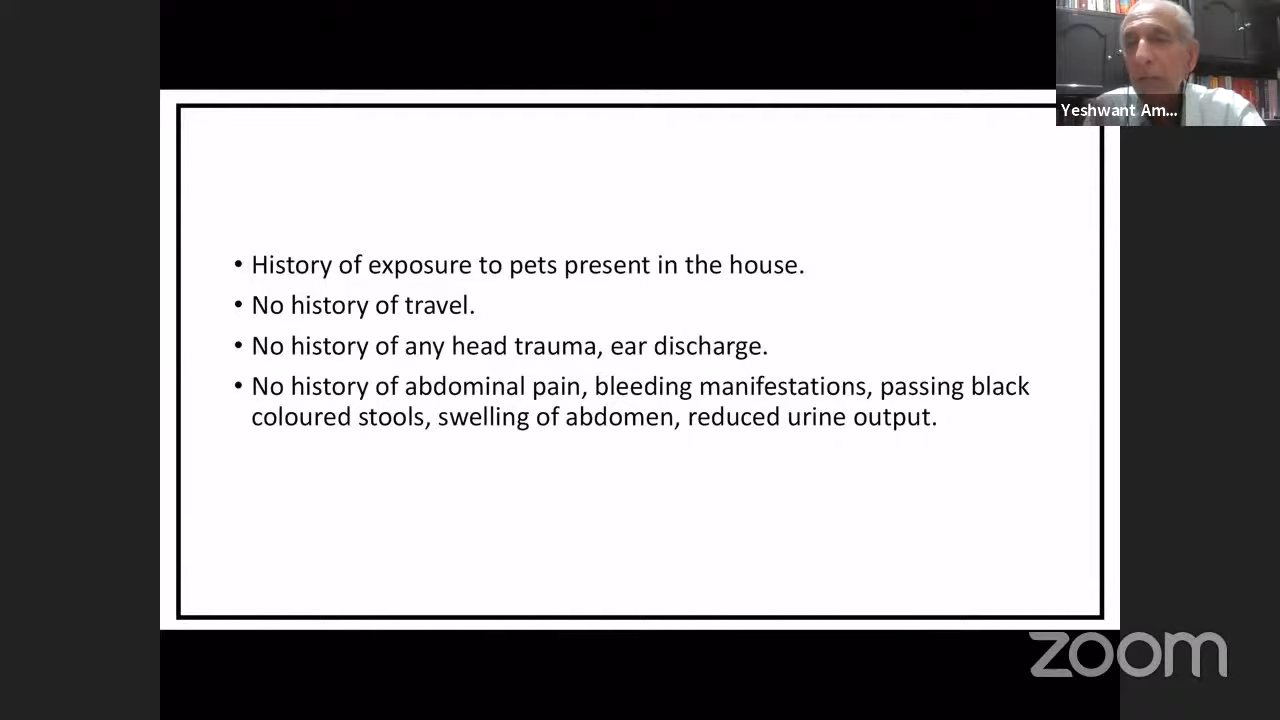 Yeshwant Am...
• History of exposure to pets present in the house.
• No history of travel.
• No history of any head trauma, ear discharge.
• No history of abdominal pain, bleeding manifestations, passing black
coloured stools, swelling of abdomen, reduced urine output.
zoom